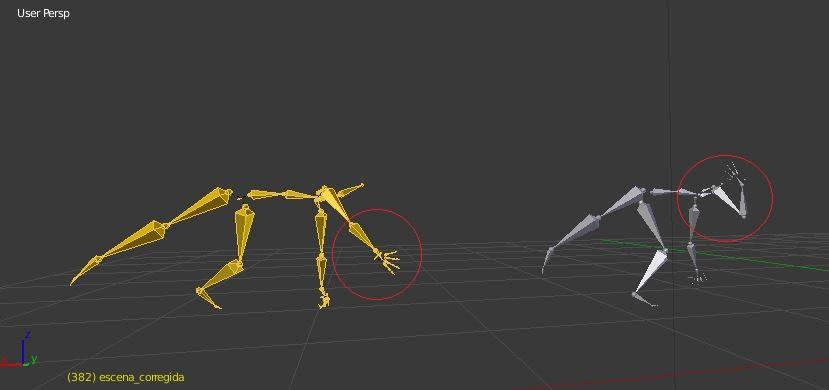 User Persp
z
x
y
(382) escena_corregida